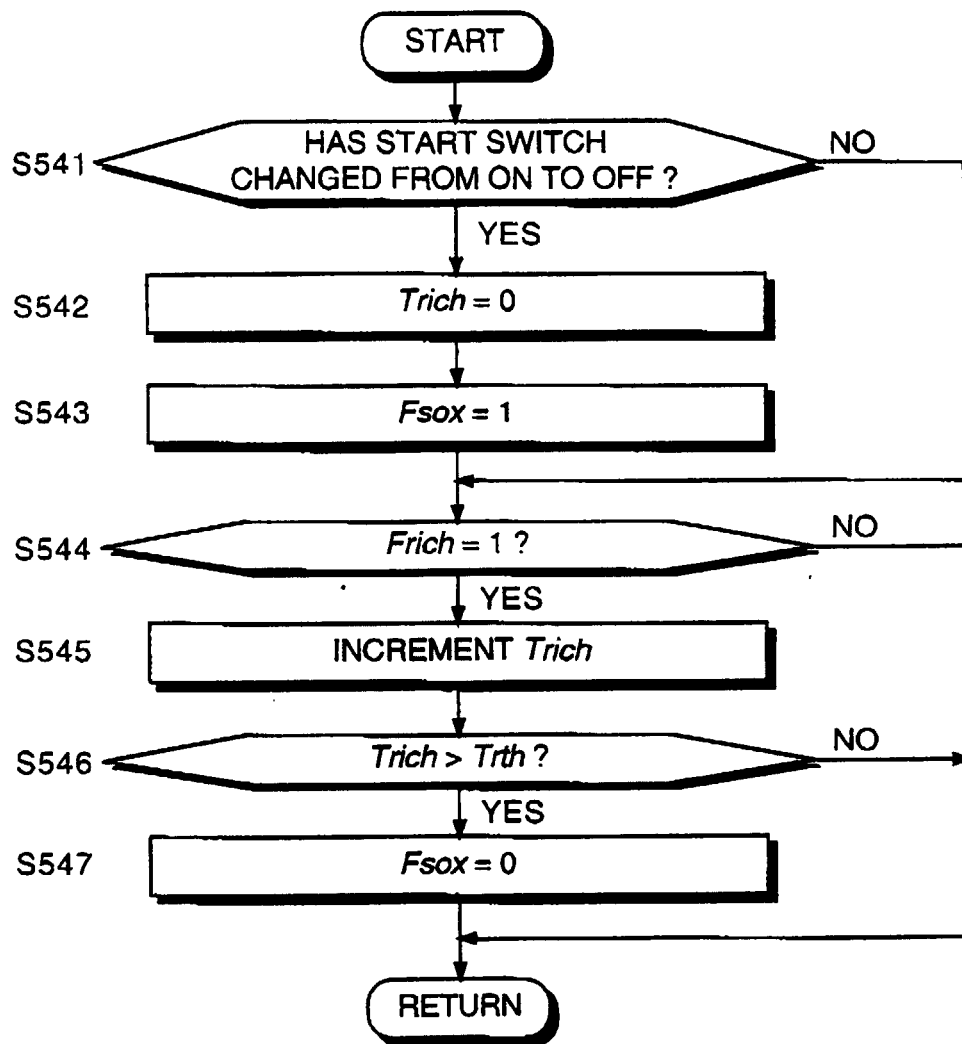 START
S541
HAS START SWITCH
CHANGED FROM ON TO OFF ?
NO
YES
S542
Trich = 0
S543
Fsox = 1
S544
Frich = 1 ?
NO
YES
S545
INCREMENT Trich
S546
Trich > Trth ?
NO
YES
S547
Fsox = 0
RETURN